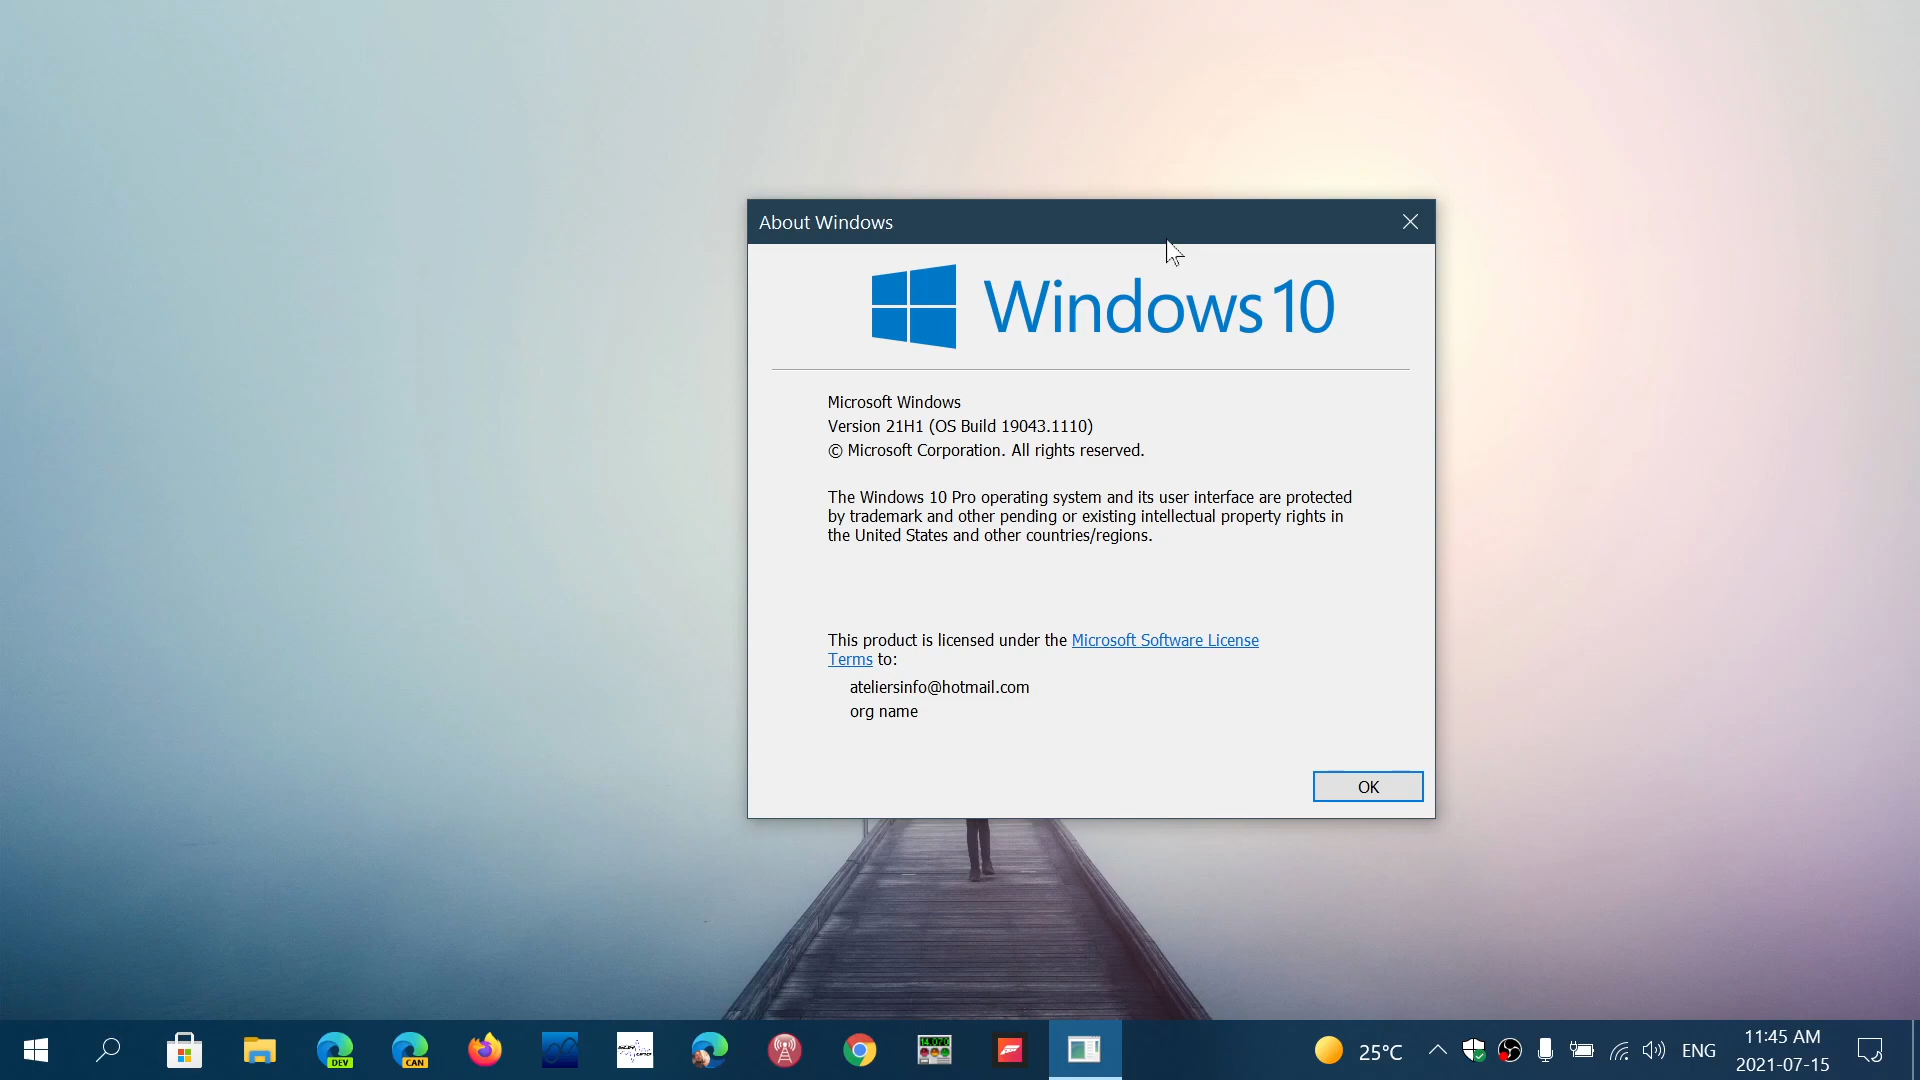 About Windows
Windows 10
Microsoft Windows
Version 21H1 (OS Build 19043.1110)
© Microsoft Corporation. All rights reserved.
The Windows 10 Pro operating system and its user interface are protected
by trademark and other pending or existing intellectual property rights in
the United States and other countries/regions.
This product is licensed under the Microsoft Software License
Terms to:
ateliersinfo@hotmail.com
org name
OK
DEV
CAN
25°C
ENG
11:45 AM
2021-07-15